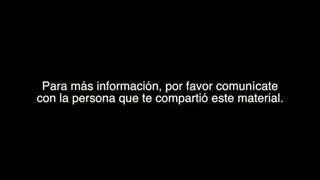 Para más información, por favor comunícate
con la persona que te compartió este material.